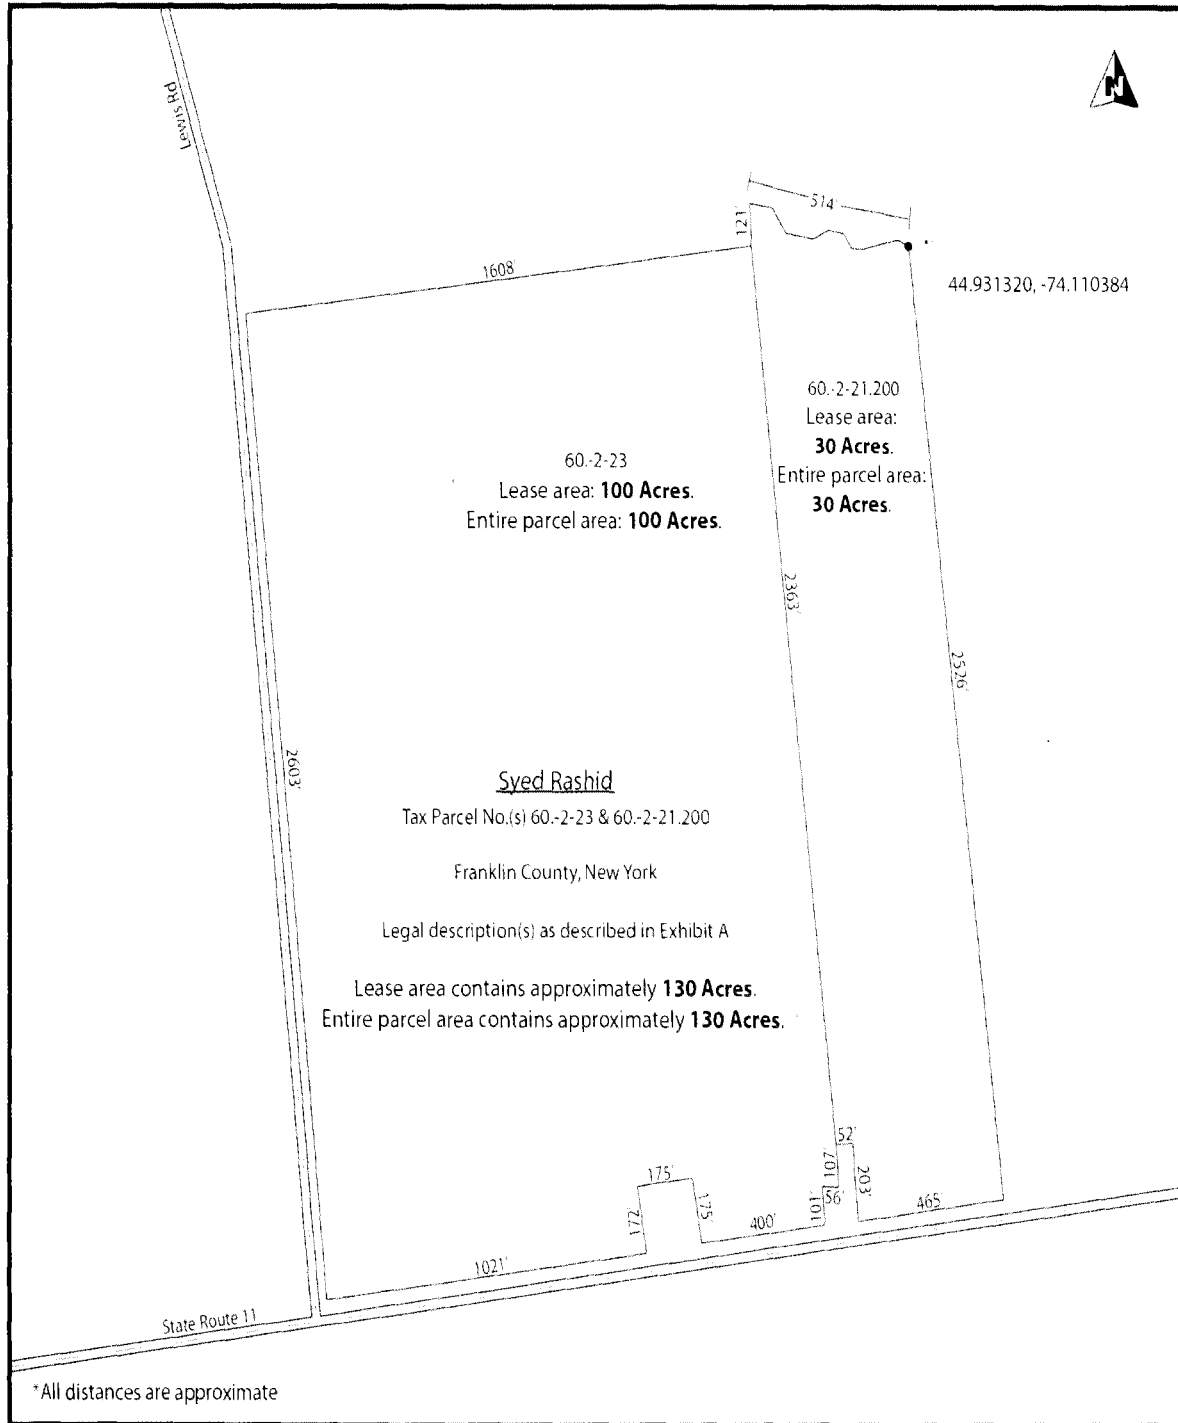 Lewis Rd
N
514'
121'
1608'
44.931320, -74.110384
60.-2-21.200
Lease area:
30 Acres.
Entire parcel area:
30 Acres.
60.-2-23
Lease area: 100 Acres.
Entire parcel area: 100 Acres.
2363'
2526'
2603'
Syed Rashid
Tax Parcel No.(s) 60.-2-23 & 60.-2-21.200
Franklin County, New York
Legal description(s) as described in Exhibit A
Lease area contains approximately 130 Acres.
Entire parcel area contains approximately 130 Acres.
52'
107'
203'
175'
56'
101'
172
175
400'
465'
1021'
State Route 11
*All distances are approximate